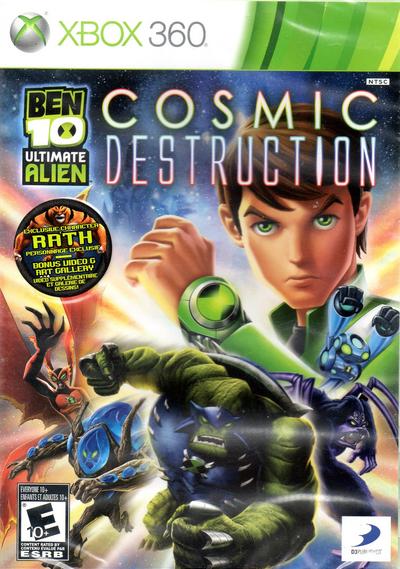 XBOX 360
NTSC
BEN
10
ULTIMATE
ALIEN
COSMIC
DESTRUCTION
EXCLUSIVE CHARACTER
RATH
PERSONNAGE EXCLUSIF
BONUS VIDEO &
ART GALLERY
VIDÉO SUPPLÉMENTAIRE
ET GALERIE DE
DESSINS!
EVERYONE 10+
ENFANTS ET ADULTES 10+
E
10+
CONTENT RATED BY
CONTENU ÉVALUÉ PAR
ESRB
D3PUBLISHER